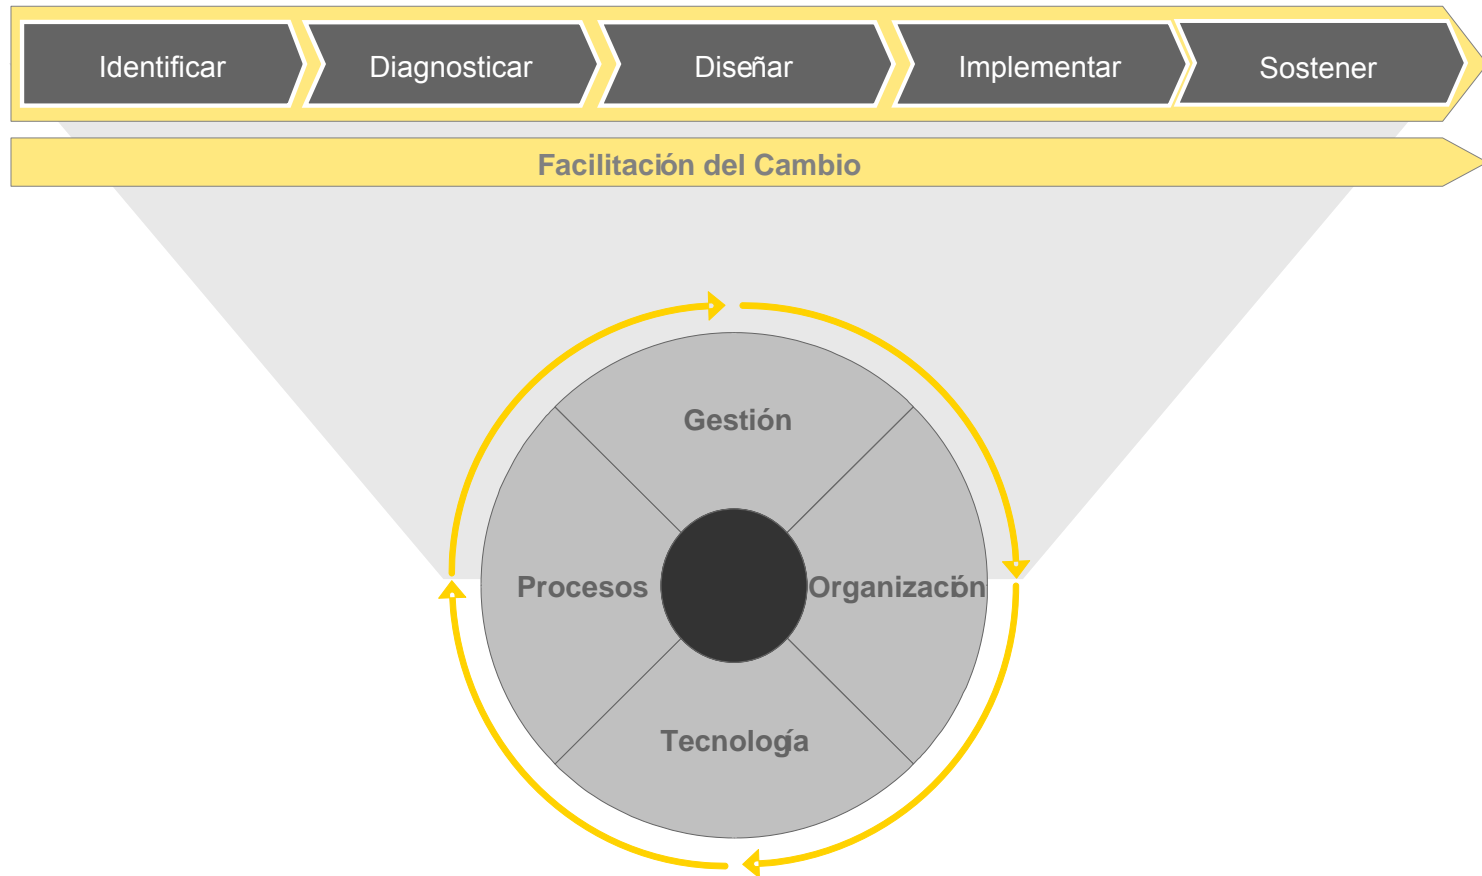 Identificar
Diagnosticar
Diseñar
Implementar
Sostener
Facilitación del Cambio
Gestión
Procesos
Organización
Tecnología